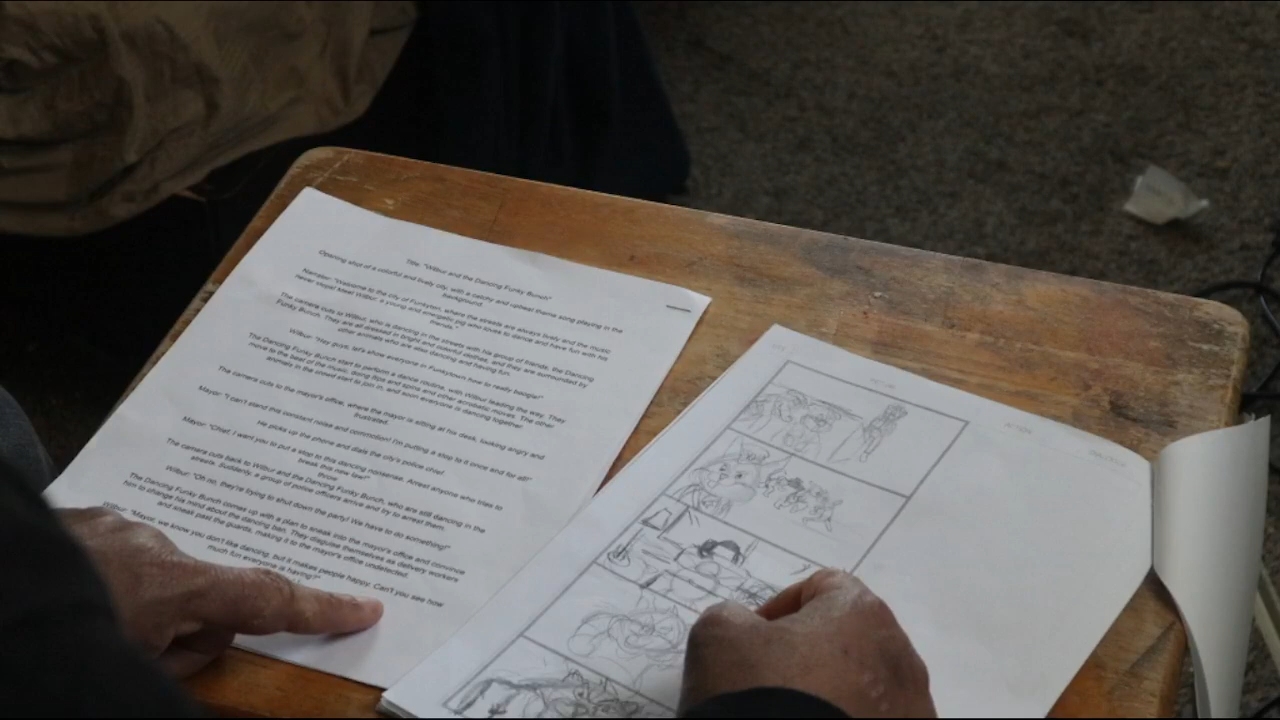 Title: "Wilbur and the Dancing Funky Bunch"
Opening shot of a colorful and lively city, with a catchy and upbeat theme song playing in the
background.
Narrator: "Welcome to the city of Funkytown, where the streets are always lively and the music
never stops! Meet Wilbur, a young and energetic pig who loves to dance and have fun with his
friends."
The camera cuts to Wilbur, who is dancing in the streets with his group of friends, the Dancing
Funky Bunch. They are all dressed in bright and colorful clothes, and they are surrounded by
other animals who are also dancing and having fun.
Wilbur: "Hey guys, let's show everyone in Funkytown how to really boogie!"
The Dancing Funky Bunch start to perform a dance routine, with Wilbur leading the way. They
move to the beat of the music, doing flips and spins and other acrobatic moves. The other
animals in the crowd start to join in, and soon everyone is dancing together.
The camera cuts to the mayor's office, where the mayor is sitting at his desk, looking angry and
frustrated.
Mayor: "I can't stand this constant noise and commotion! I'm putting a stop to it once and for all!"
He picks up the phone and dials the city's police chief.
Mayor: "Chief, I want you to put a stop to this dancing nonsense. Arrest anyone who tries to
break this new law!"
throw
The camera cuts back to Wilbur and the Dancing Funky Bunch, who are still dancing in the
streets. Suddenly, a group of police officers arrive and try to arrest them.
Wilbur: "Oh no, they're trying to shut down the party! We have to do something!"
The Dancing Funky Bunch comes up with a plan to sneak into the mayor's office and convince
him to change his mind about the dancing ban. They disguise themselves as delivery workers
and sneak past the guards, making it to the mayor's office undetected.
Wilbur: "Mayor, we know you don't like dancing, but it makes people happy. Can't you see how
much fun everyone is having?"
PICTURE
ACTION
DIALOGUE